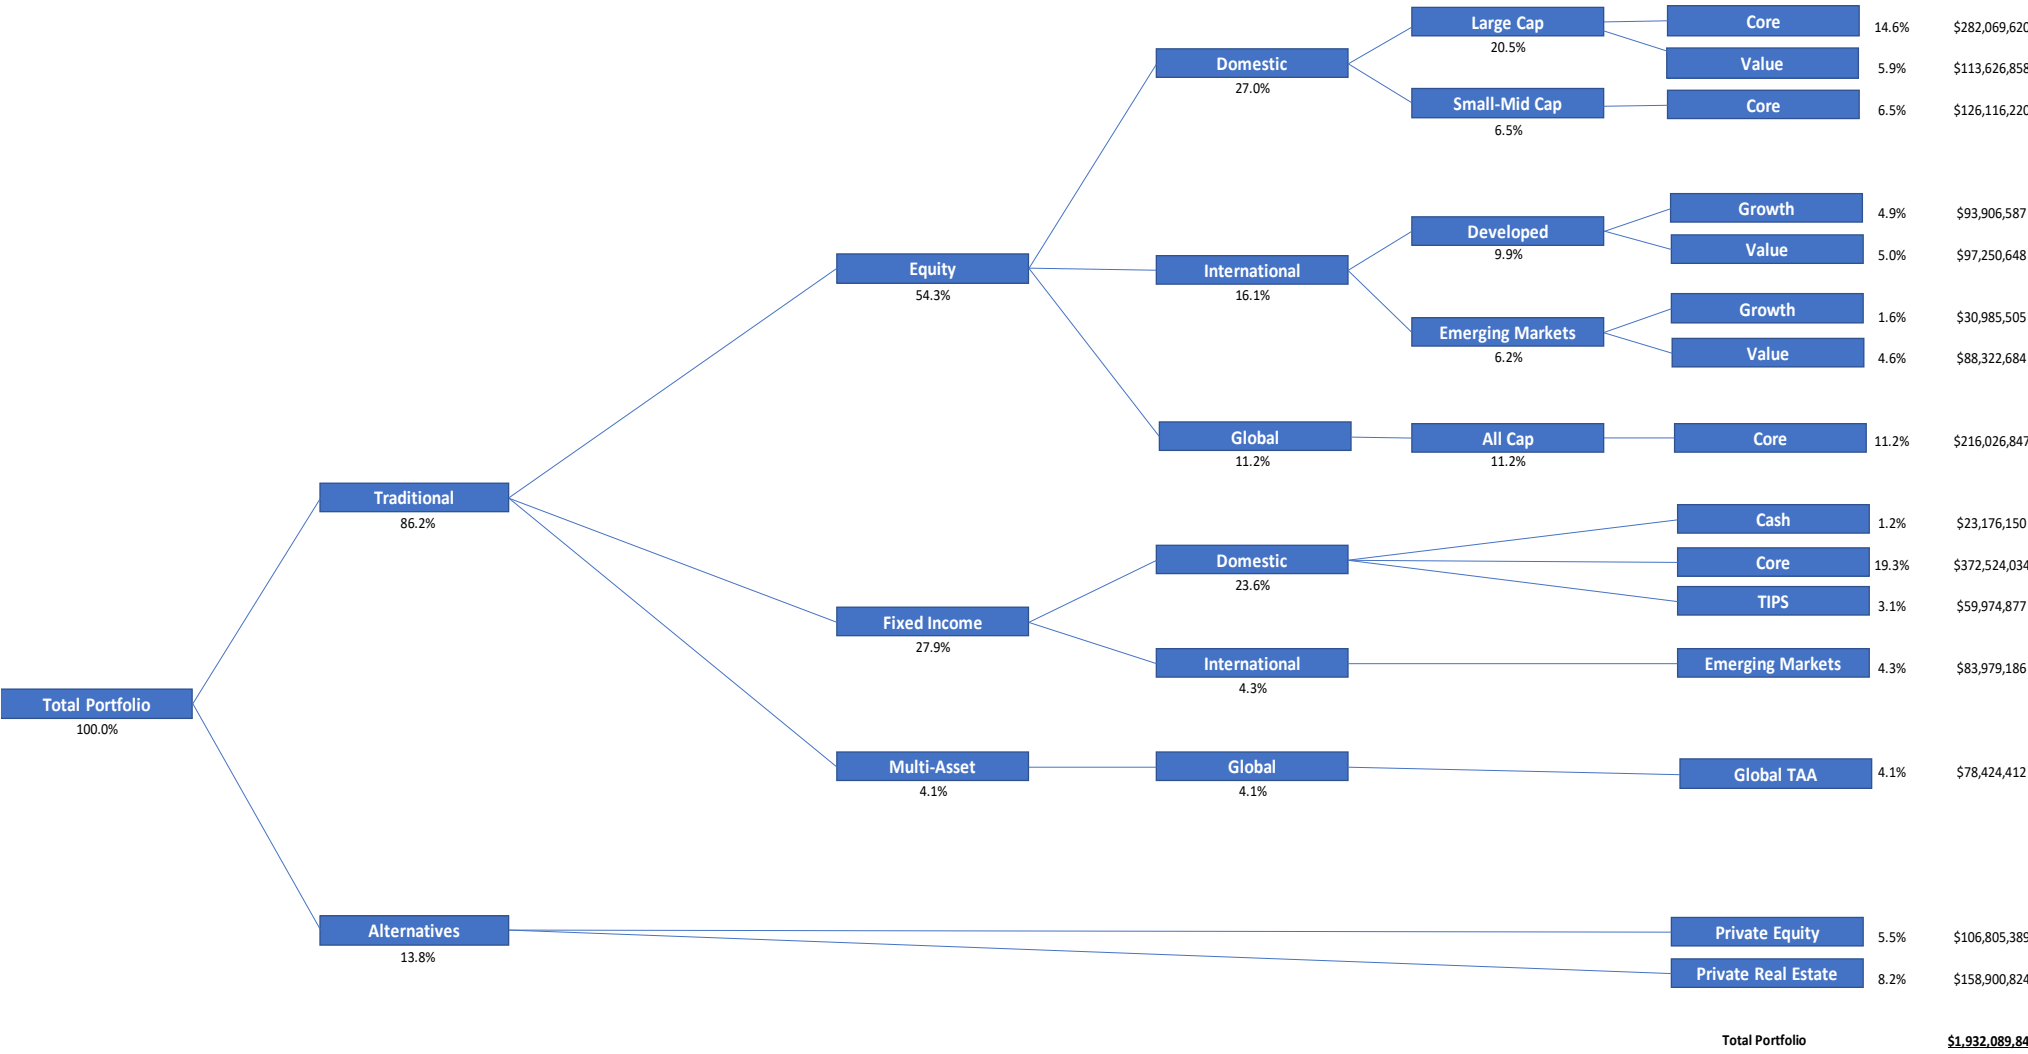 Large Cap
20.5%
Core 14.6% $282,069,620
Value 5.9% $113,626,858
Domestic
27.0%
Small-Mid Cap
6.5%
Core 6.5% $126,116,220
Growth 4.9% $93,906,587
Developed
9.9%
Value 5.0% $97,250,648
Equity
54.3%
International
16.1%
Growth 1.6% $30,985,505
Emerging Markets
6.2%
Value 4.6% $88,322,684
Global
11.2%
All Cap
11.2%
Core 11.2% $216,026,847
Traditional
86.2%
Cash 1.2% $23,176,150
Domestic
23.6%
Core 19.3% $372,524,034
TIPS 3.1% $59,974,877
Fixed Income
27.9%
International
4.3%
Emerging Markets 4.3% $83,979,186
Total Portfolio
100.0%
Multi-Asset
4.1%
Global
4.1%
Global TAA 4.1% $78,424,412
Alternatives
13.8%
Private Equity 5.5% $106,805,389
Private Real Estate 8.2% $158,900,824
Total Portfolio $1,932,089,84